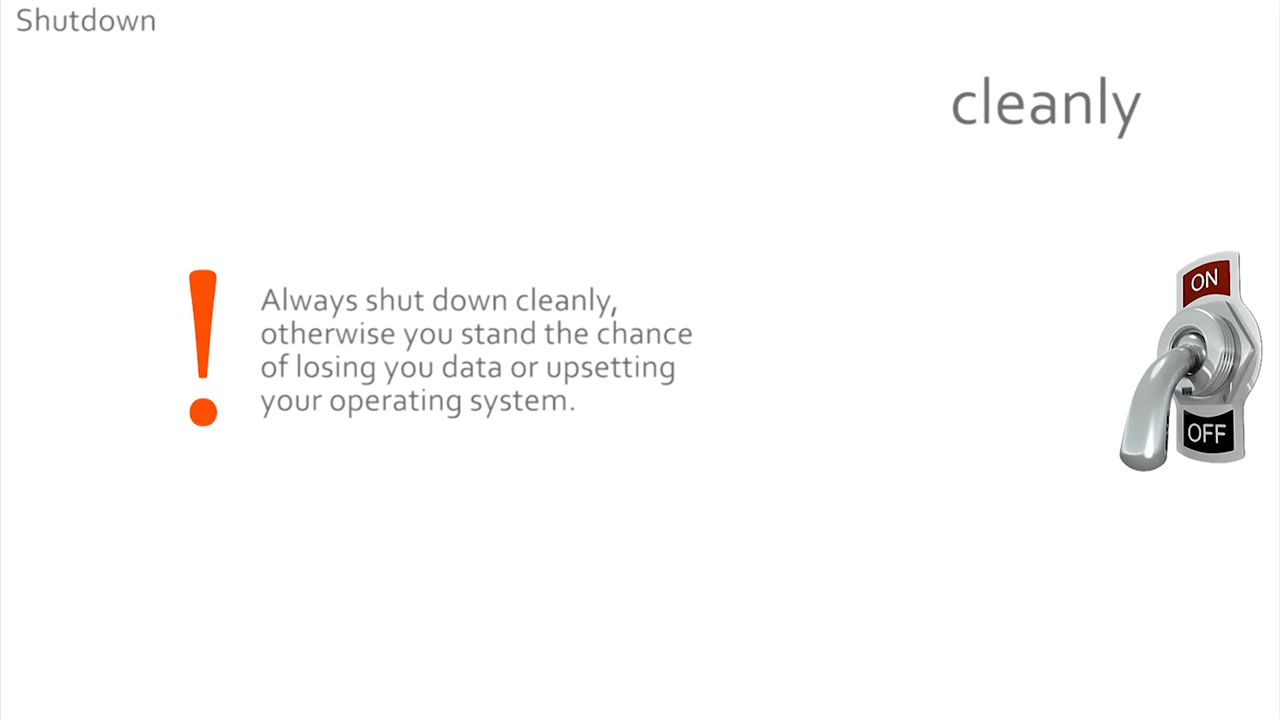 Shutdown
cleanly
Always shut down cleanly,
otherwise you stand the chance
of losing you data or upsetting
your operating system.
ON
OFF